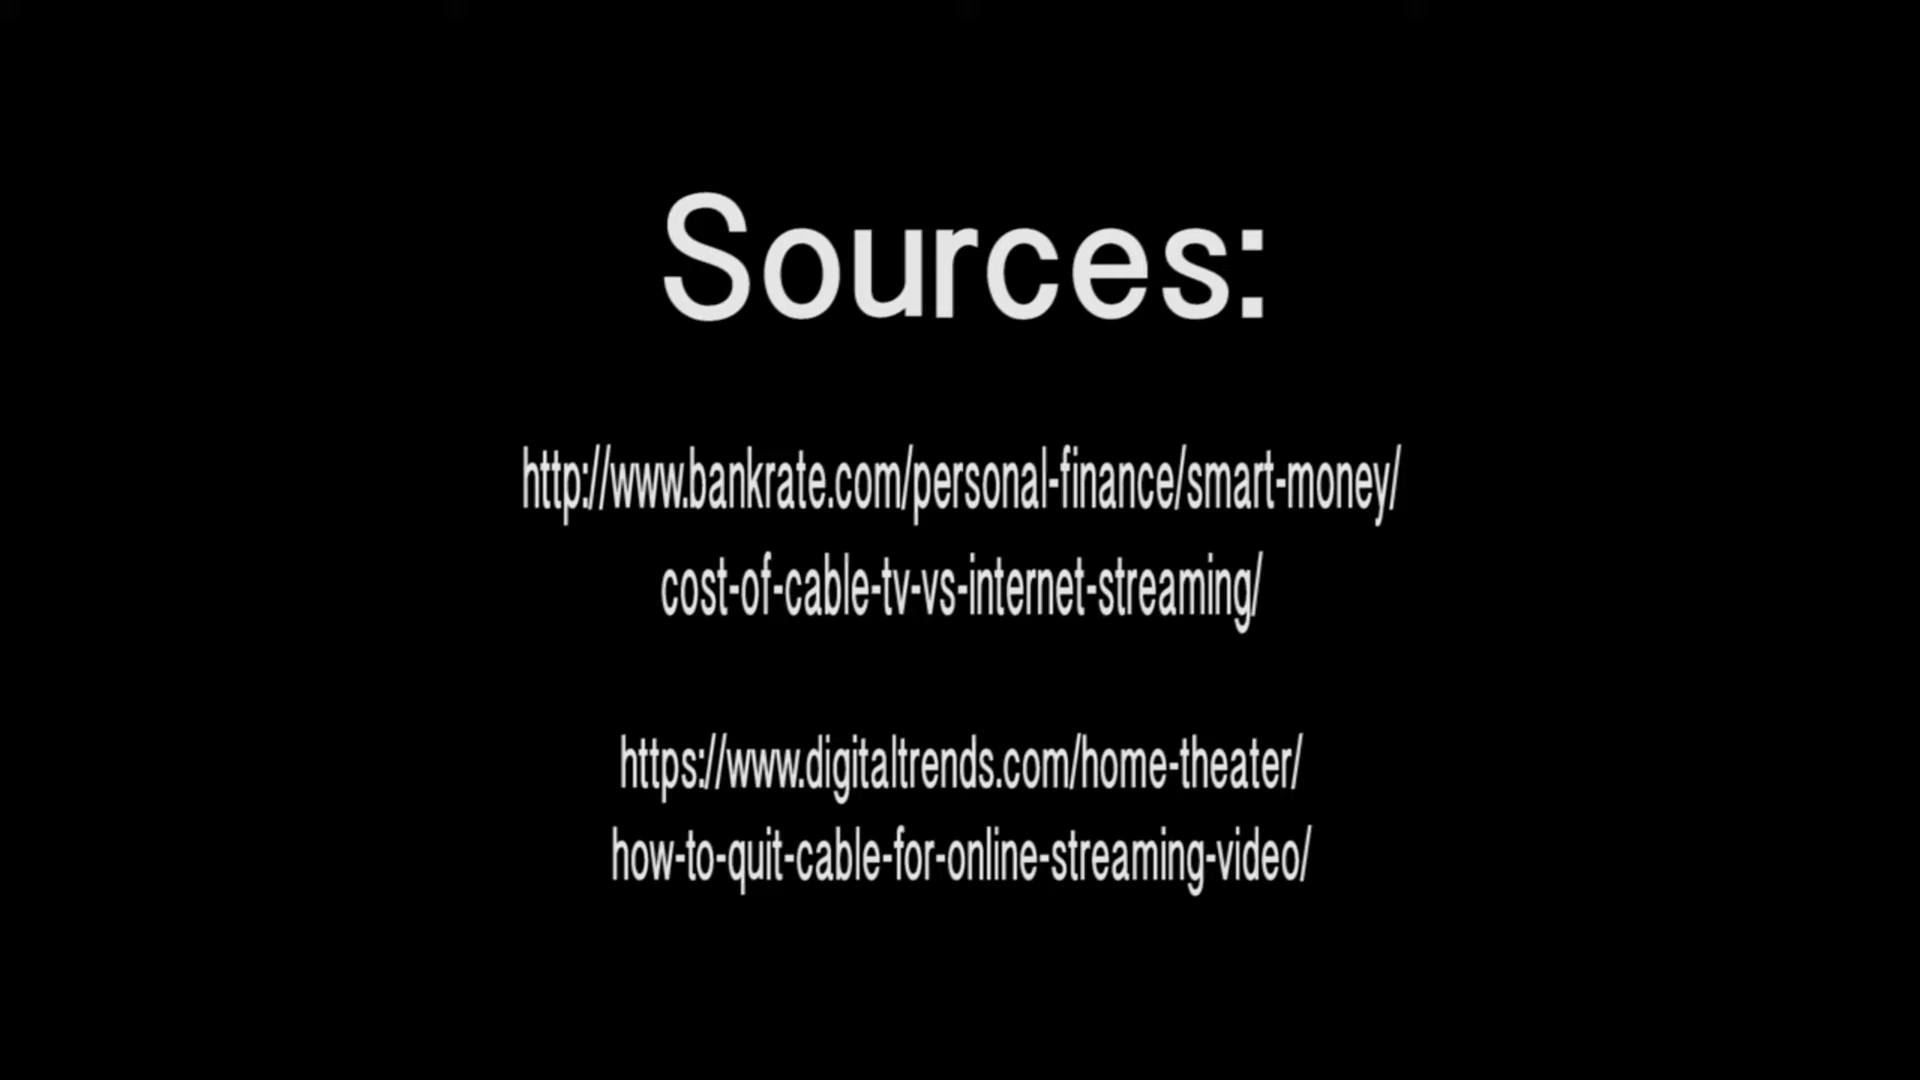 Sources:
http://www.bankrate.com/personal-finance/smart-money/
cost-of-cable-tv-vs-internet-streaming/
https://www.digitaltrends.com/home-theater/
how-to-quit-cable-for-online-streaming-video/